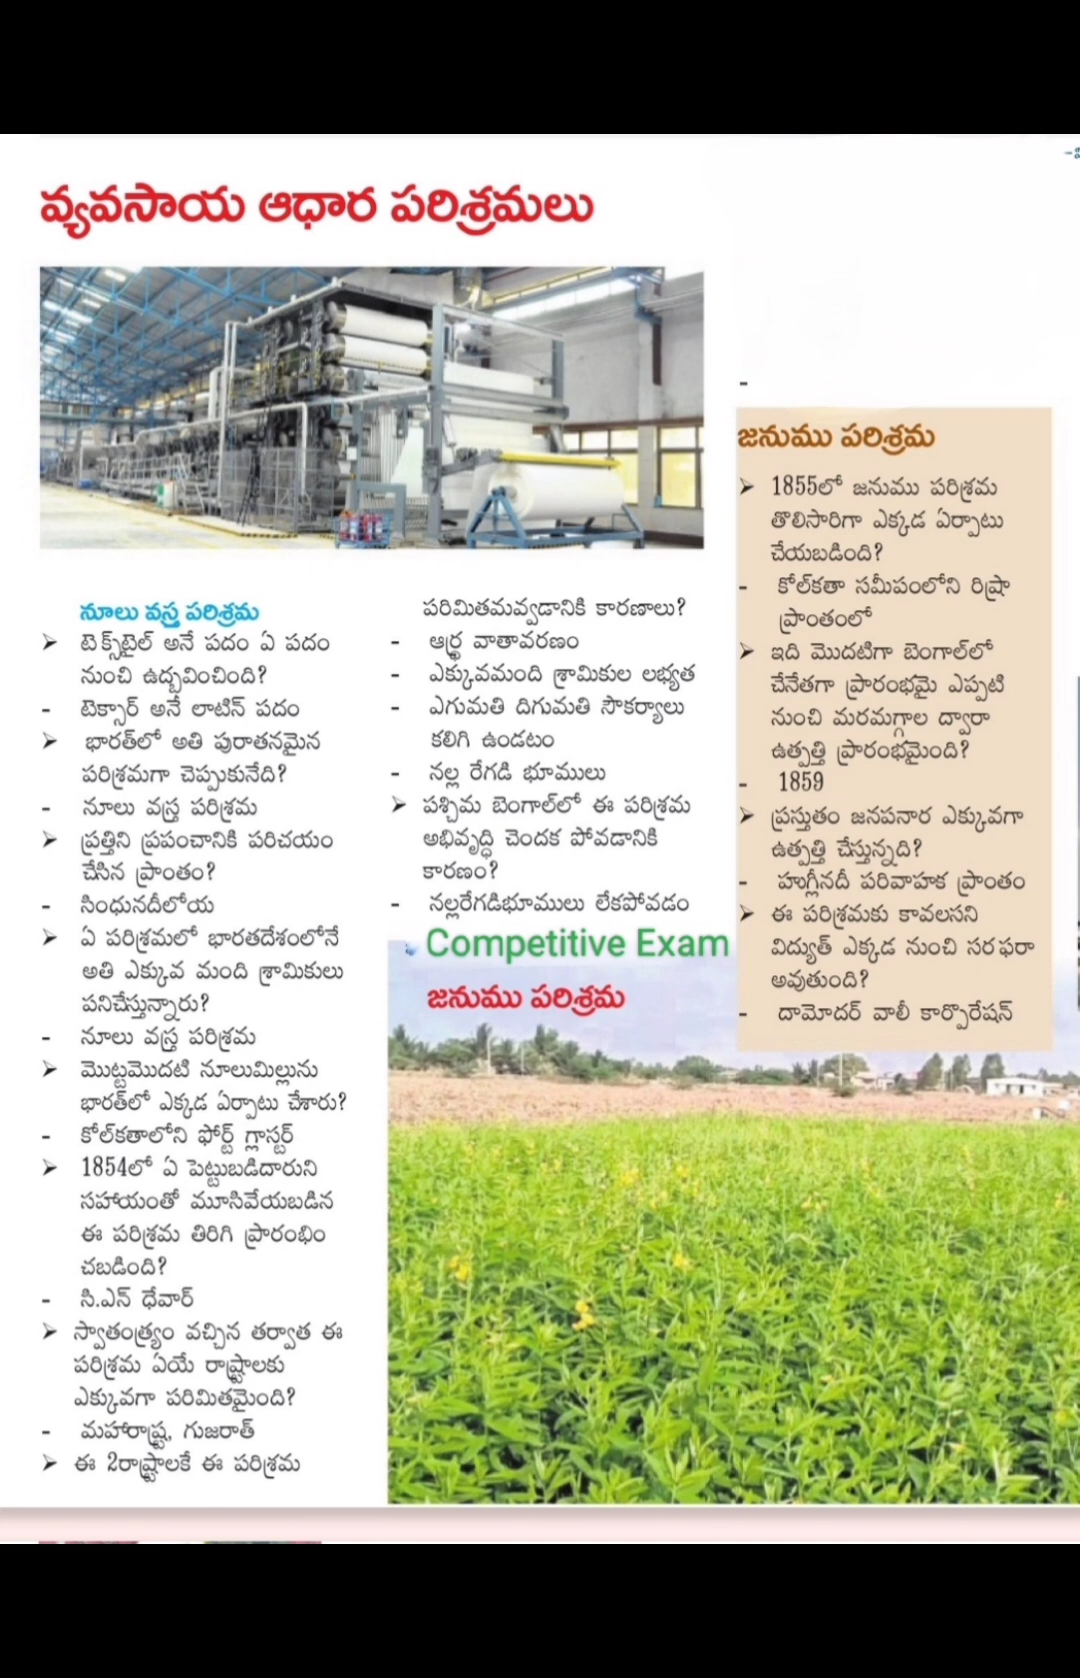 వ్యవసాయ ఆధార పరిశ్రమలు
నూలు వస్త్ర పరిశ్రమ
➤ టెక్స్‌టైల్ అనే పదం ఏ పదం
నుంచి ఉద్భవించింది?
- టెక్సార్ అనే లాటిన్ పదం
➤ భారత్‌లో అతి పురాతనమైన
పరిశ్రమగా చెప్పుకునేది?
- నూలు వస్త్ర పరిశ్రమ
➤ ప్రత్తిని ప్రపంచానికి పరిచయం
చేసిన ప్రాంతం?
- సింధునదీలోయ
➤ ఏ పరిశ్రమలో భారతదేశంలోనే
అతి ఎక్కువ మంది శ్రామికులు
పనిచేస్తున్నారు?
- నూలు వస్త్ర పరిశ్రమ
➤ మొట్టమొదటి నూలుమిల్లును
భారత్‌లో ఎక్కడ ఏర్పాటు చేశారు?
- కోల్‌కతాలోని ఫోర్ట్ గ్లాస్టర్
➤ 1854లో ఏ పెట్టుబడిదారుని
సహాయంతో మూసివేయబడిన
ఈ పరిశ్రమ తిరిగి ప్రారంభిం
చబడింది?
- సి.ఎన్ ధేవార్
➤ స్వాతంత్ర్యం వచ్చిన తర్వాత ఈ
పరిశ్రమ ఏయే రాష్ట్రాలకు
ఎక్కువగా పరిమితమైంది?
- మహారాష్ట్ర, గుజరాత్
➤ ఈ 2రాష్ట్రాలకే ఈ పరిశ్రమ
పరిమితమవ్వడానికి కారణాలు?
- ఆర్ధ్ర వాతావరణం
- ఎక్కువమంది శ్రామికుల లభ్యత
- ఎగుమతి దిగుమతి సౌకర్యాలు
కలిగి ఉండటం
- నల్ల రేగడి భూములు
➤ పశ్చిమ బెంగాల్‌లో ఈ పరిశ్రమ
అభివృద్ధి చెందక పోవడానికి
కారణం?
- నల్లరేగడిభూములు లేకపోవడం
Competitive Exam
జనుము పరిశ్రమ
-
జనుము పరిశ్రమ
➤ 1855లో జనుము పరిశ్రమ
తొలిసారిగా ఎక్కడ ఏర్పాటు
చేయబడింది?
- కోల్‌కతా సమీపంలోని రిష్రా
ప్రాంతంలో
➤ ఇది మొదటిగా బెంగాల్‌లో
చేనేతగా ప్రారంభమై ఎప్పటి
నుంచి మరమగ్గాల ద్వారా
ఉత్పత్తి ప్రారంభమైంది?
- 1859
➤ ప్రస్తుతం జనపనార ఎక్కువగా
ఉత్పత్తి చేస్తున్నది?
- హుగ్లీనదీ పరివాహక ప్రాంతం
➤ ఈ పరిశ్రమకు కావలసని
విద్యుత్ ఎక్కడ నుంచి సరఫరా
అవుతుంది?
- దామోదర్ వాలీ కార్పొరేషన్